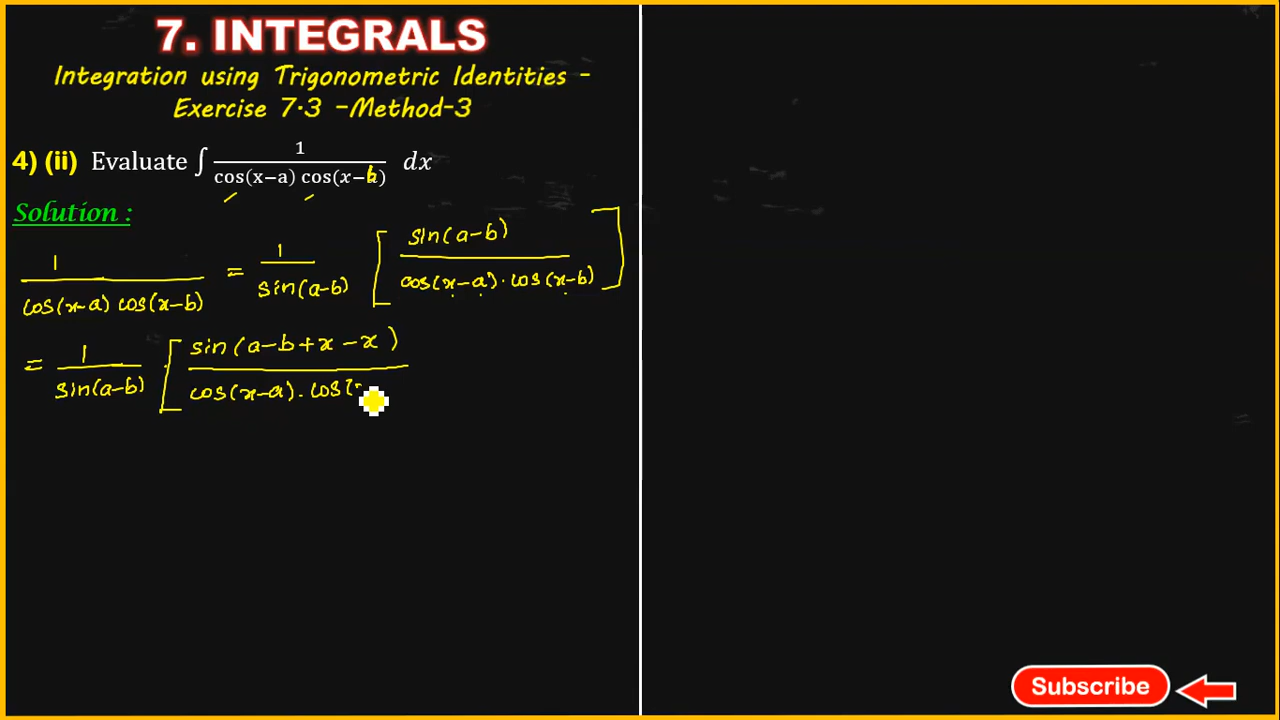 7. INTEGRALS
Integration using Trigonometric Identities -
Exercise 7.3 -Method-3
4) (ii) Evaluate ∫ 1/(cos(x−a) cos(x−b)) dx
Solution :
1/(cos(x-a) cos(x-b)) = 1/sin(a-b) [ sin(a-b)/(cos(x-a)·cos(x-b)) ]
= 1/sin(a-b) [ sin(a-b+x-x)/(cos(x-a)·cos(
Subscribe